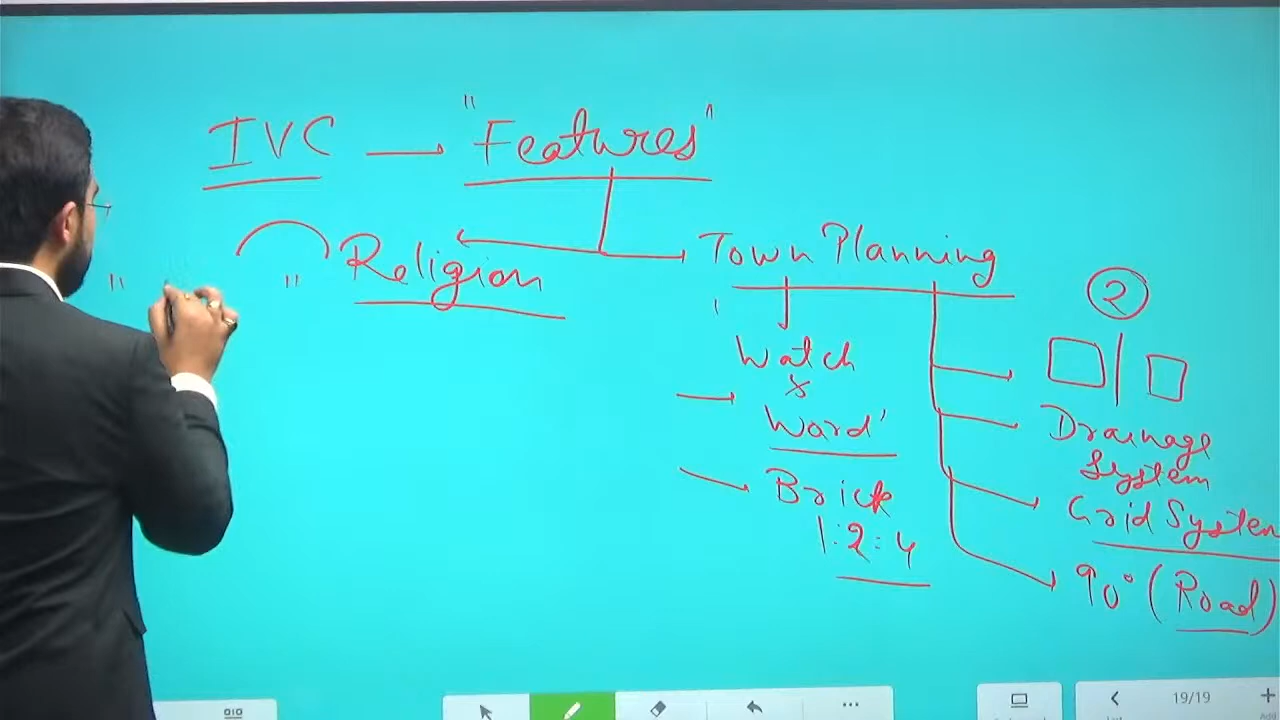 IVC → "Features"
Religion
Town Planning
2
Watch
&
Ward'
Brick
1:2:4
Drainage
System
Grid System
90° (Road)
19/19